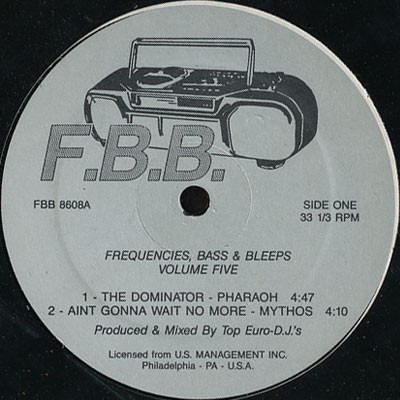 F.B.B.
FBB 8608A
SIDE ONE
33 1/3 RPM
FREQUENCIES, BASS & BLEEPS
VOLUME FIVE
1 - THE DOMINATOR - PHARAOH 4:47
2 - AINT GONNA WAIT NO MORE - MYTHOS 4:10
Produced & Mixed By Top Euro-D.J.'s
Licensed from U.S. MANAGEMENT INC.
Philadelphia - PA - U.S.A.